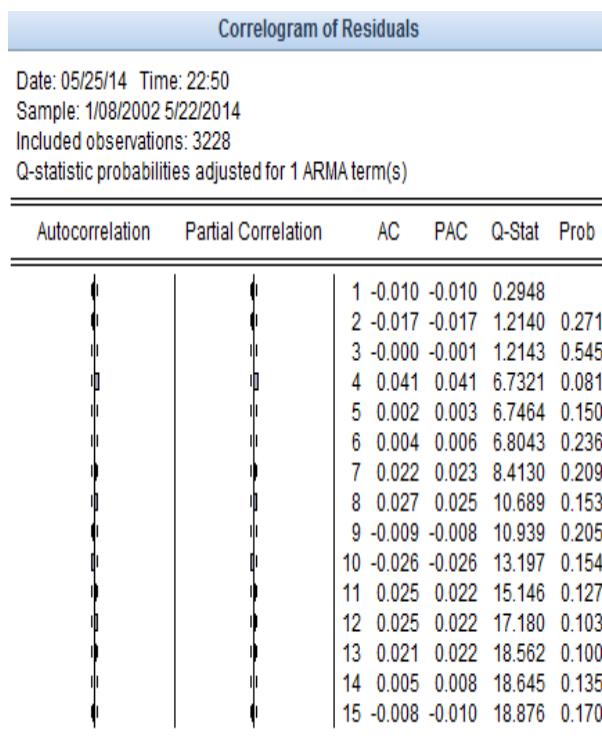 Correlogram of Residuals
Date: 05/25/14 Time: 22:50
Sample: 1/08/2002 5/22/2014
Included observations: 3228
Q-statistic probabilities adjusted for 1 ARMA term(s)
Autocorrelation Partial Correlation AC PAC Q-Stat Prob
1 -0.010 -0.010 0.2948
2 -0.017 -0.017 1.2140 0.271
3 -0.000 -0.001 1.2143 0.545
4 0.041 0.041 6.7321 0.081
5 0.002 0.003 6.7464 0.150
6 0.004 0.006 6.8043 0.236
7 0.022 0.023 8.4130 0.209
8 0.027 0.025 10.689 0.153
9 -0.009 -0.008 10.939 0.205
10 -0.026 -0.026 13.197 0.154
11 0.025 0.022 15.146 0.127
12 0.025 0.022 17.180 0.103
13 0.021 0.022 18.562 0.100
14 0.005 0.008 18.645 0.135
15 -0.008 -0.010 18.876 0.170